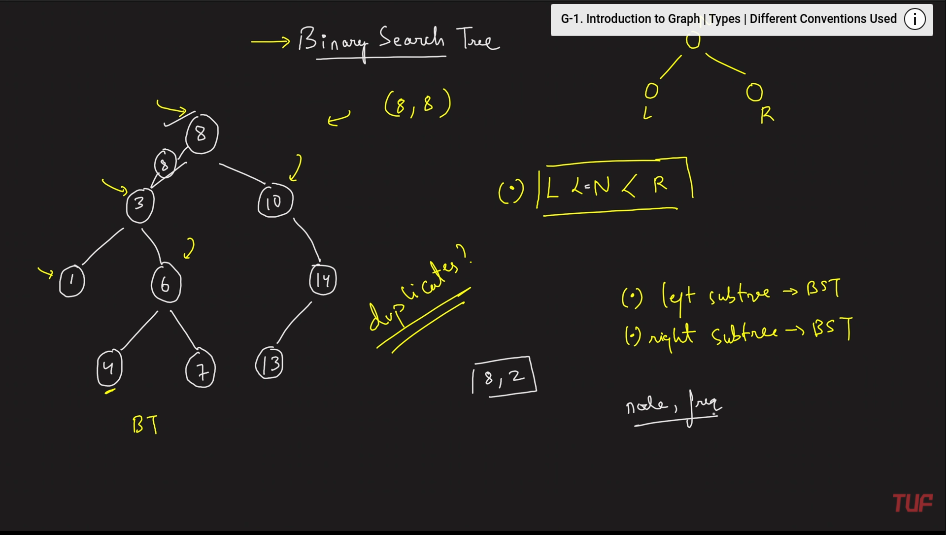 G-1. Introduction to Graph | Types | Different Conventions Used
→ Binary Search Tree
(8,8)
L
R
8
8
3
10
(•) L <= N < R
1
6
14
duplicates?
(•) left subtree → BST
(•) right subtree → BST
4
7
13
8, 2
node, freq
BT
TUF